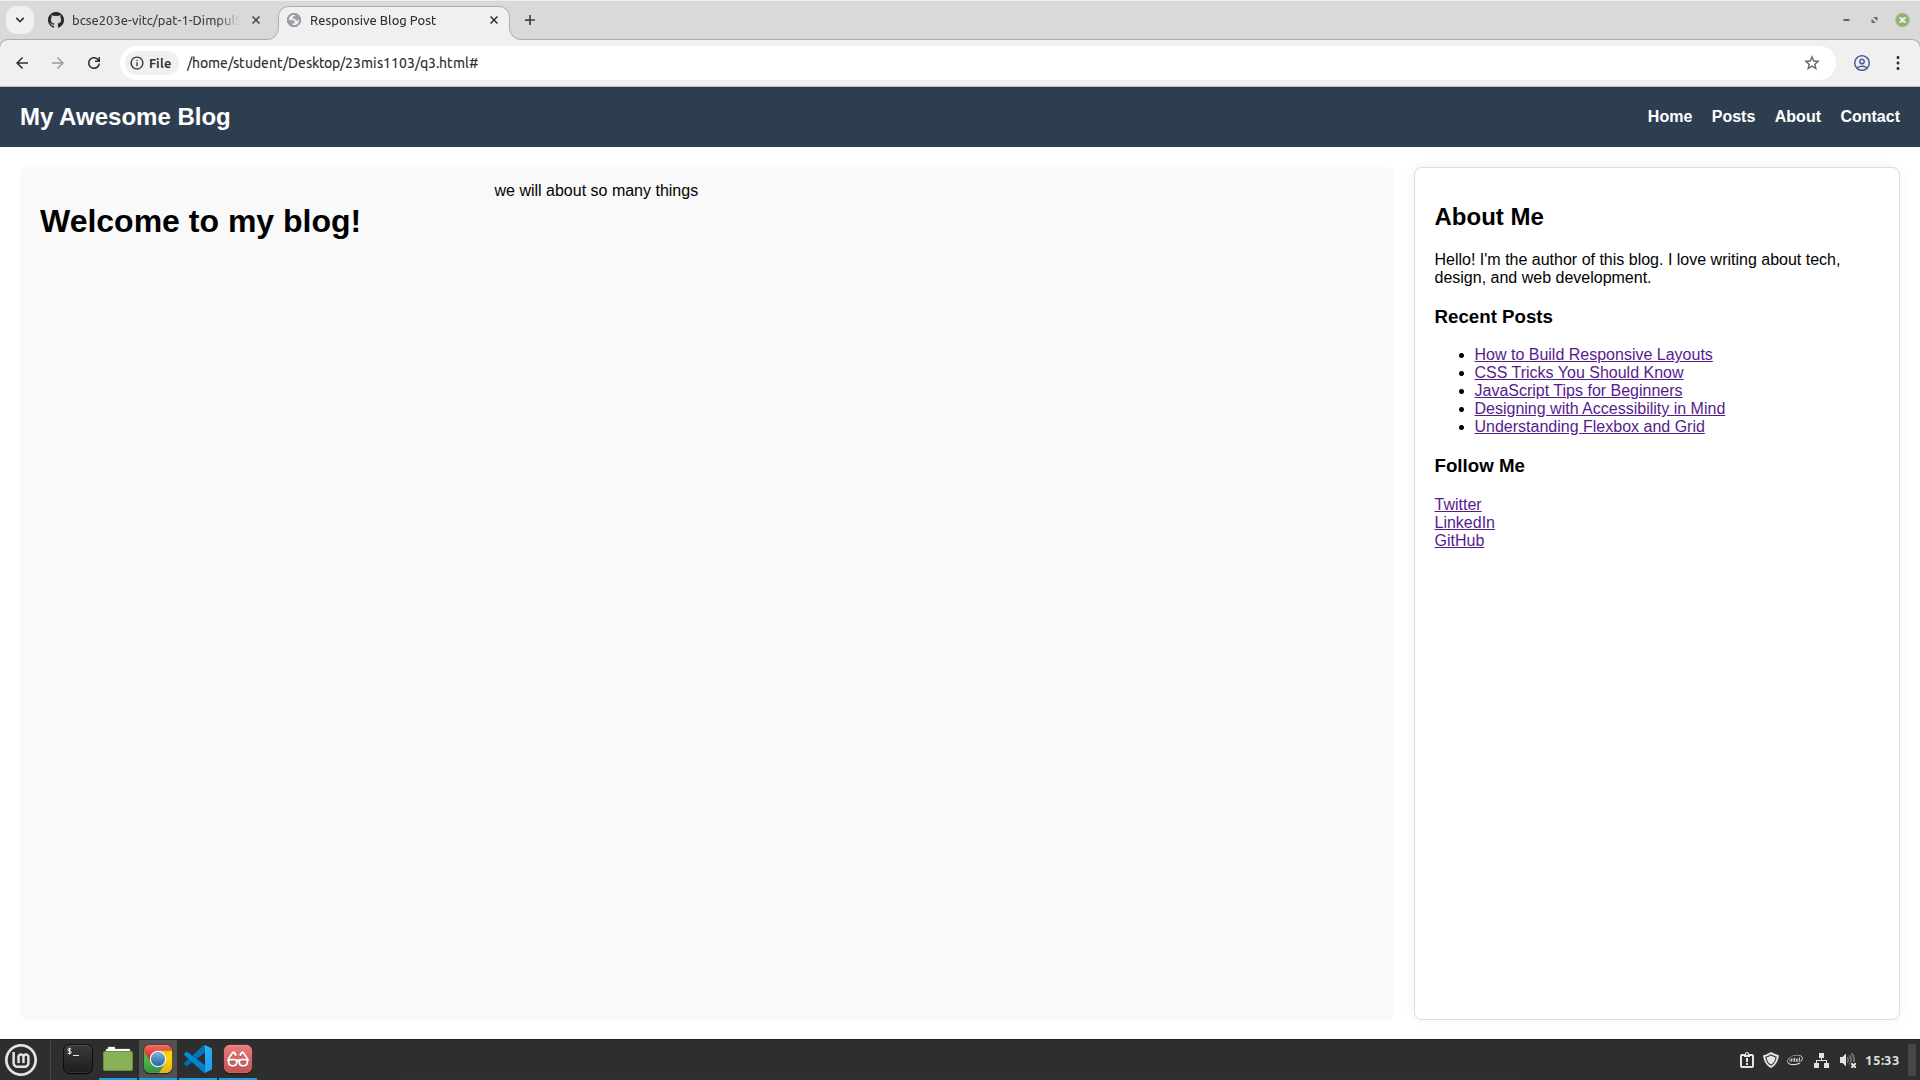 bcse203e-vitc/pat-1-Dimpul
Responsive Blog Post
File
/home/student/Desktop/23mis1103/q3.html#
My Awesome Blog
Home
Posts
About
Contact
we will about so many things
Welcome to my blog!
About Me
Hello! I'm the author of this blog. I love writing about tech,
design, and web development.
Recent Posts
How to Build Responsive Layouts
CSS Tricks You Should Know
JavaScript Tips for Beginners
Designing with Accessibility in Mind
Understanding Flexbox and Grid
Follow Me
Twitter
LinkedIn
GitHub
$_
lm
intel
15:33